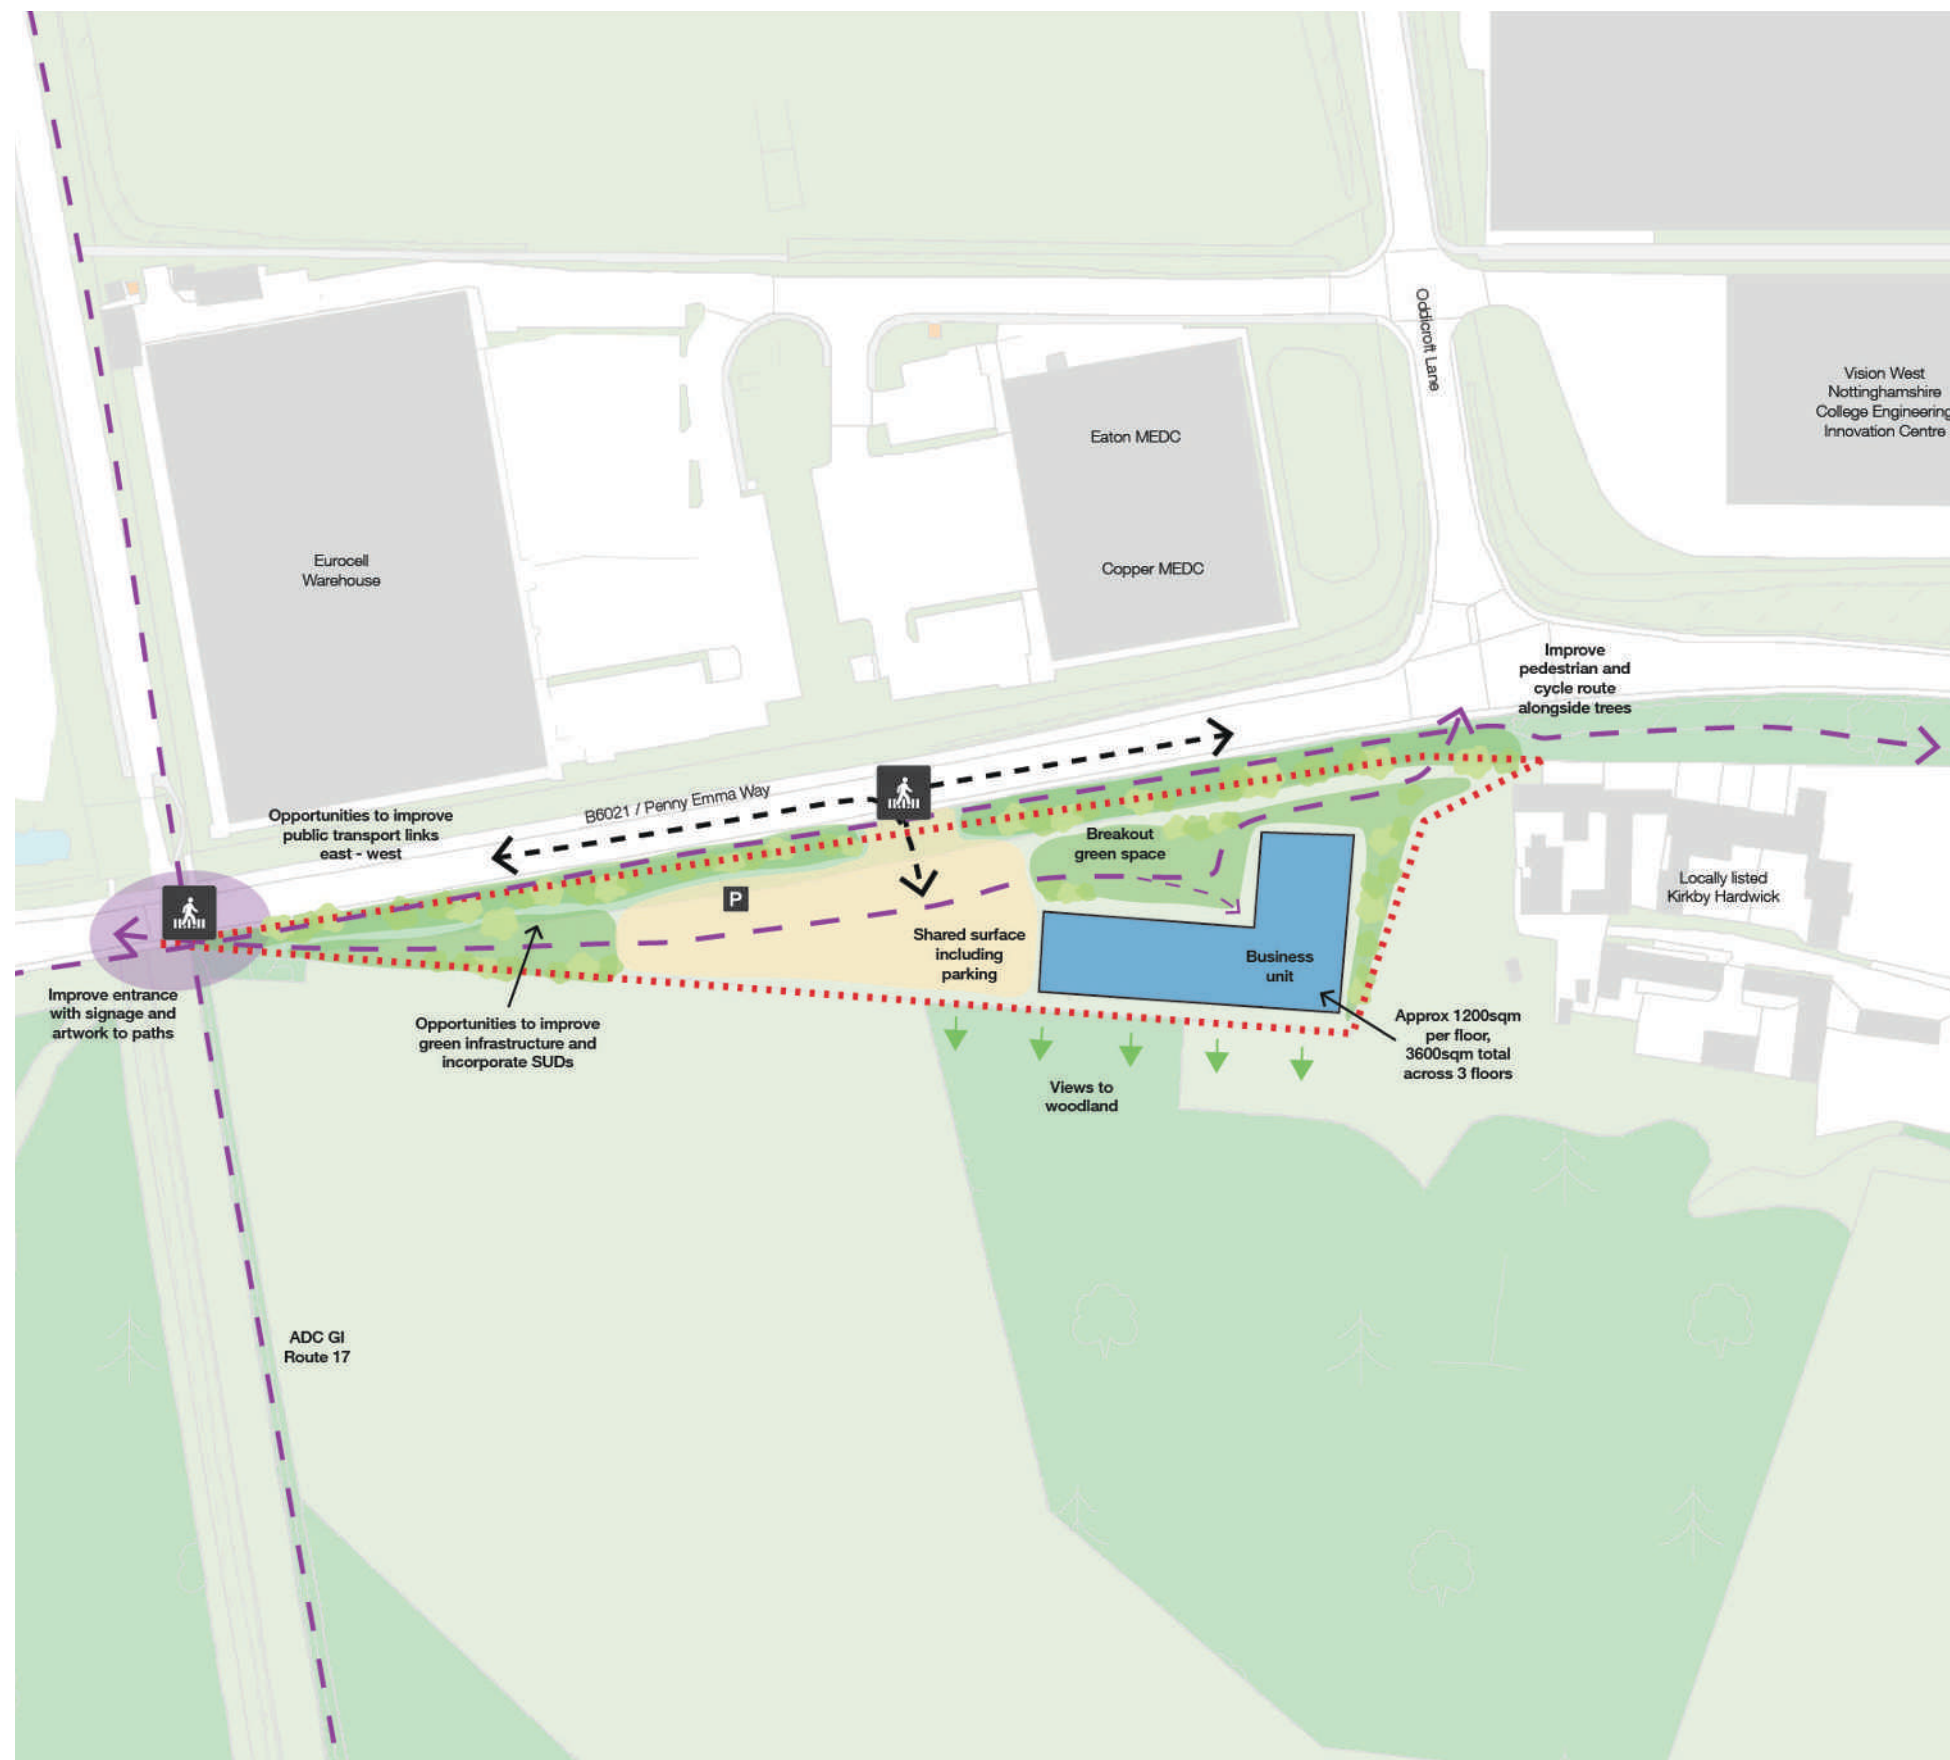 Oddicroft Lane
Vision West
Nottinghamshire
College Engineering
Innovation Centre
Eaton MEDC
Copper MEDC
Eurocell
Warehouse
Improve
pedestrian and
cycle route
alongside trees
B6021 / Penny Emma Way
Opportunities to improve
public transport links
east - west
Breakout
green space
P
Locally listed
Kirkby Hardwick
Shared surface
including
parking
Business
unit
Improve entrance
with signage and
artwork to paths
Opportunities to improve
green infrastructure and
incorporate SUDs
Approx 1200sqm
per floor,
3600sqm total
across 3 floors
Views to
woodland
ADC GI
Route 17